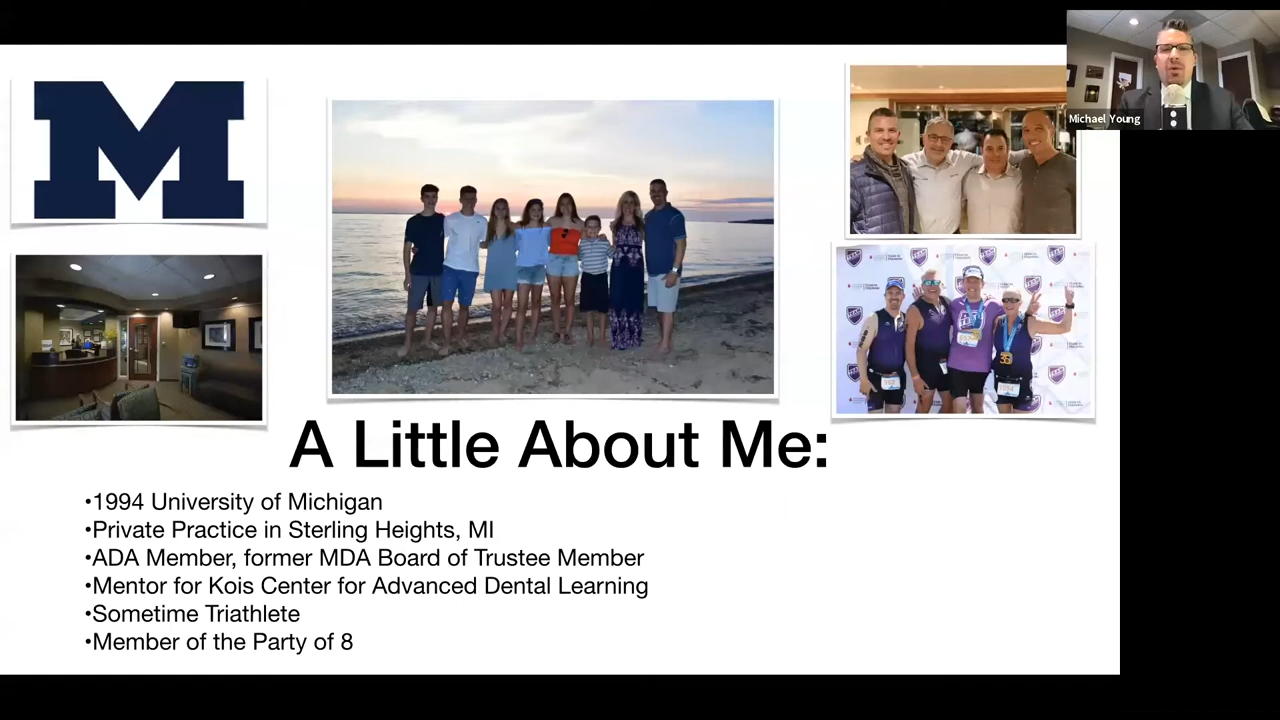 M
Michael Young
A Little About Me:
•1994 University of Michigan
•Private Practice in Sterling Heights, MI
•ADA Member, former MDA Board of Trustee Member
•Mentor for Kois Center for Advanced Dental Learning
•Sometime Triathlete
•Member of the Party of 8